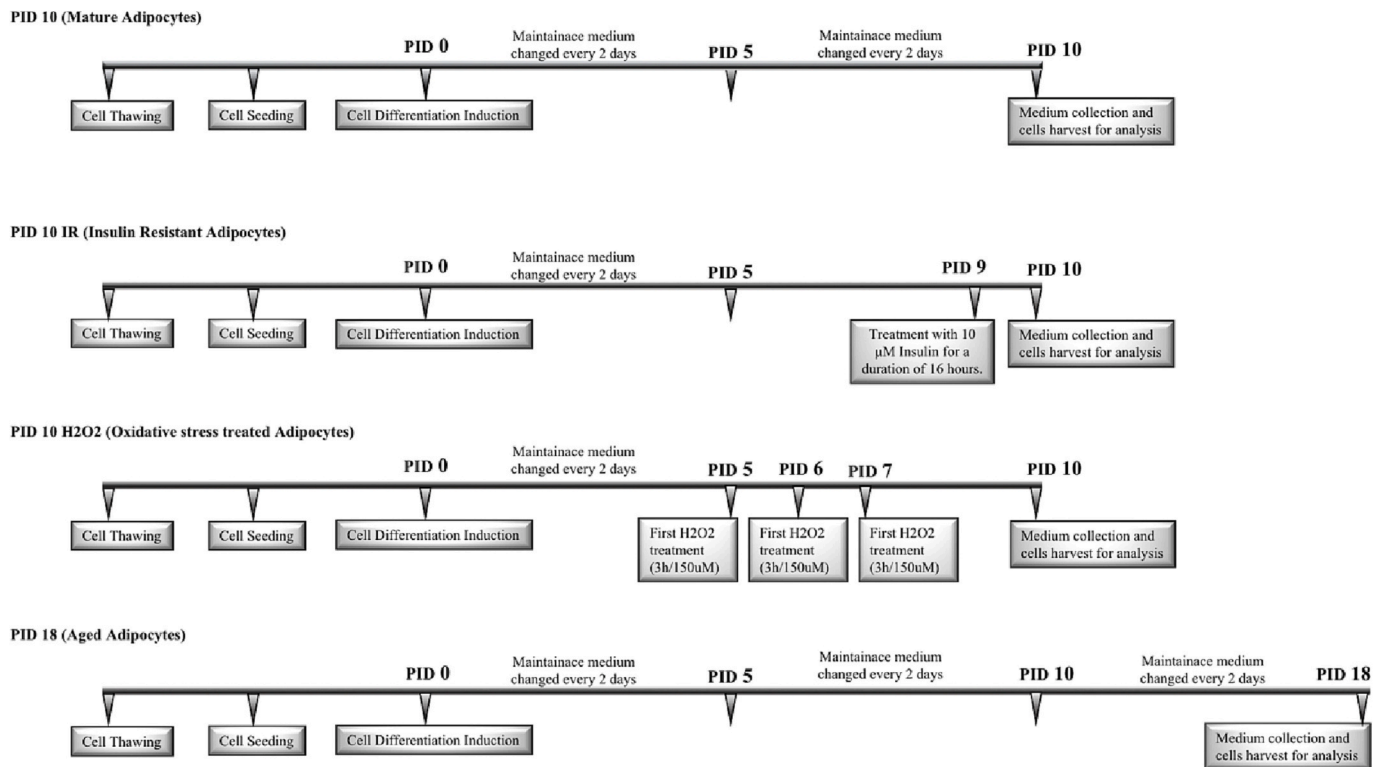 PID 10 (Mature Adipocytes)
Maintainace medium
changed every 2 days
Maintainace medium
changed every 2 days
PID 0
PID 5
PID 10
Cell Thawing
Cell Seeding
Cell Differentiation Induction
Medium collection and
cells harvest for analysis
PID 10 IR (Insulin Resistant Adipocytes)
Maintainace medium
changed every 2 days
PID 0
PID 5
PID 9
PID 10
Cell Thawing
Cell Seeding
Cell Differentiation Induction
Treatment with 10
µM Insulin for a
duration of 16 hours.
Medium collection and
cells harvest for analysis
PID 10 H2O2 (Oxidative stress treated Adipocytes)
Maintainace medium
changed every 2 days
PID 0
PID 5
PID 6
PID 7
PID 10
Cell Thawing
Cell Seeding
Cell Differentiation Induction
First H2O2
treatment
(3h/150uM)
First H2O2
treatment
(3h/150uM)
First H2O2
treatment
(3h/150uM)
Medium collection and
cells harvest for analysis
PID 18 (Aged Adipocytes)
Maintainace medium
changed every 2 days
Maintainace medium
changed every 2 days
Maintainace medium
changed every 2 days
PID 0
PID 5
PID 10
PID 18
Cell Thawing
Cell Seeding
Cell Differentiation Induction
Medium collection and
cells harvest for analysis